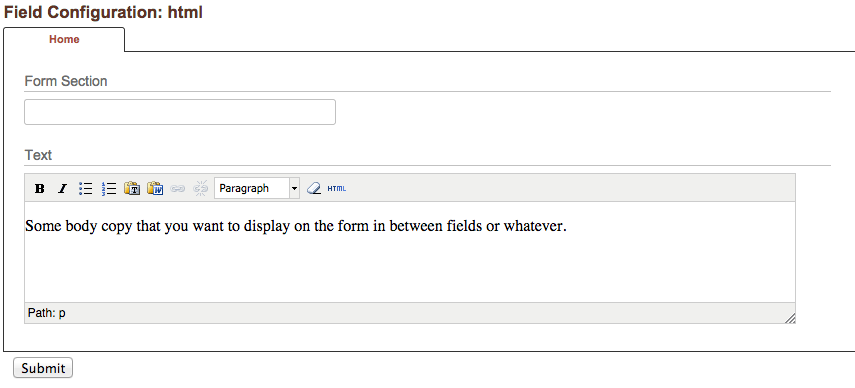 Field Configuration: html
Home
Form Section
Text
B I Paragraph HTML
Some body copy that you want to display on the form in between fields or whatever.
Path: p
Submit